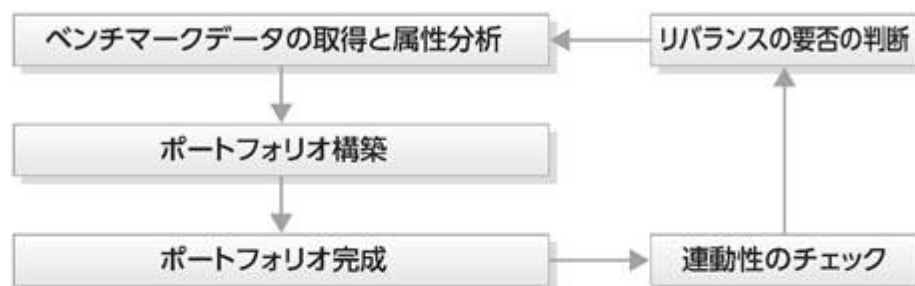 ベンチマークデータの取得と属性分析
リバランスの要否の判断
ポートフォリオ構築
ポートフォリオ完成
連動性のチェック